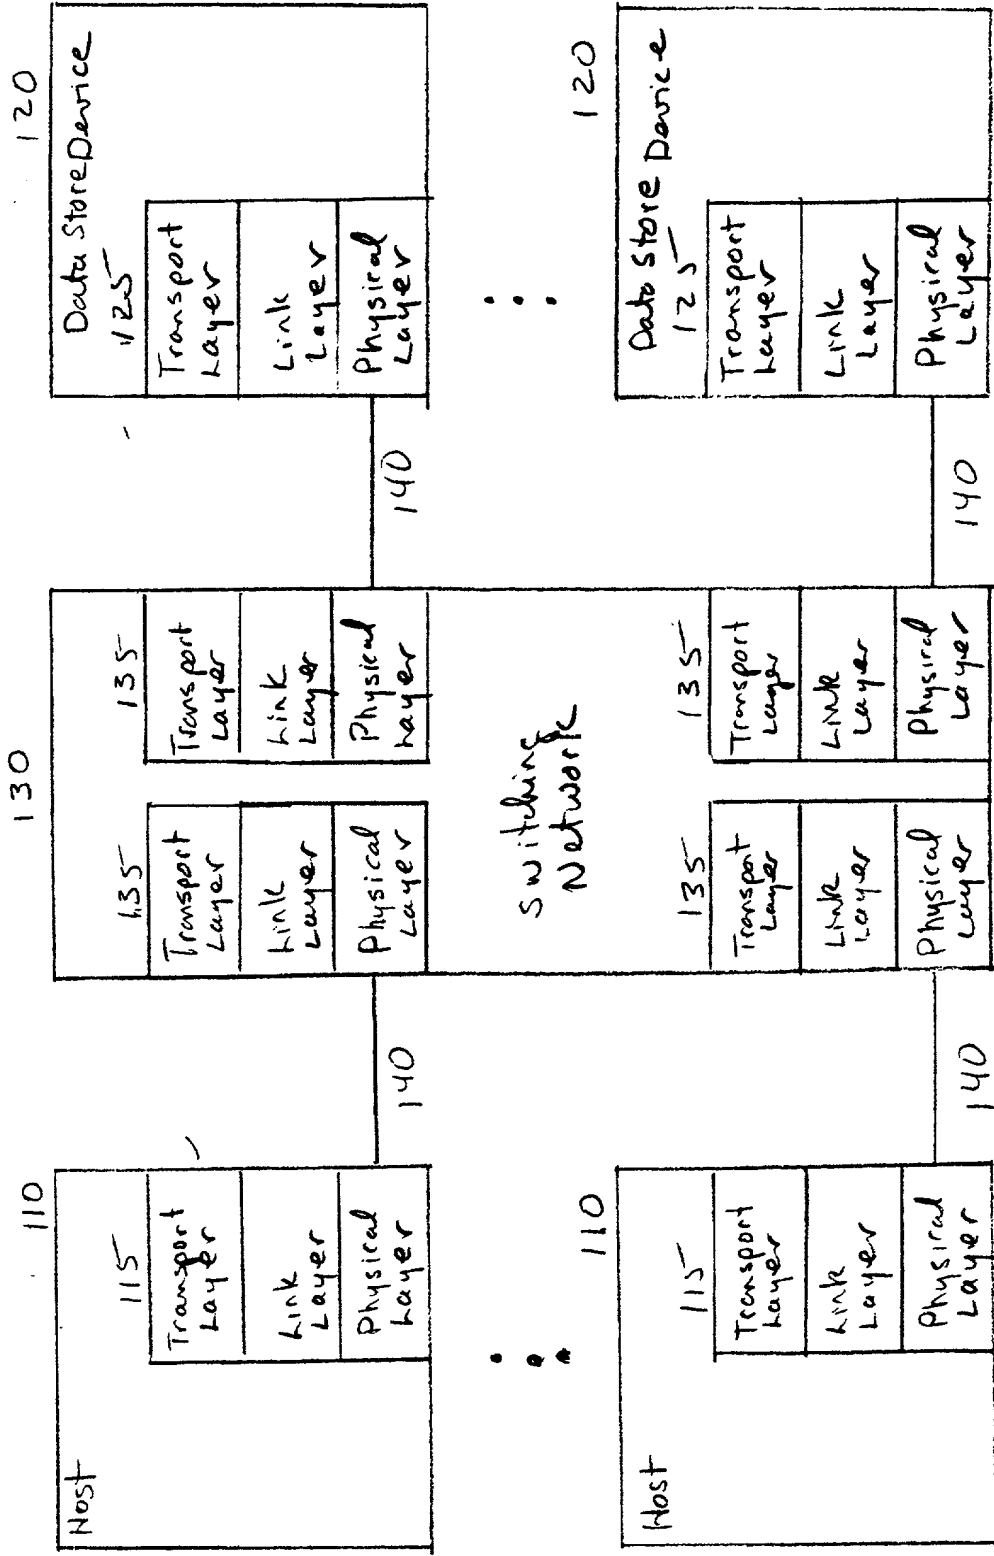 110
Host
115
Transport
Layer
Link
Layer
Physical
Layer
140
130
135
Transport
Layer
Link
Layer
Physical
Layer
135
Transport
Layer
Link
Layer
Physical
Layer
140
120
Data Store Device
125
Transport
Layer
Link
Layer
Physical
Layer
Switching
Network
110
Host
115
Transport
Layer
Link
Layer
Physical
Layer
140
135
Transport
Layer
Link
Layer
Physical
Layer
135
Transport
Layer
Link
Layer
Physical
Layer
140
120
Data Store Device
125
Transport
Layer
Link
Layer
Physical
Layer